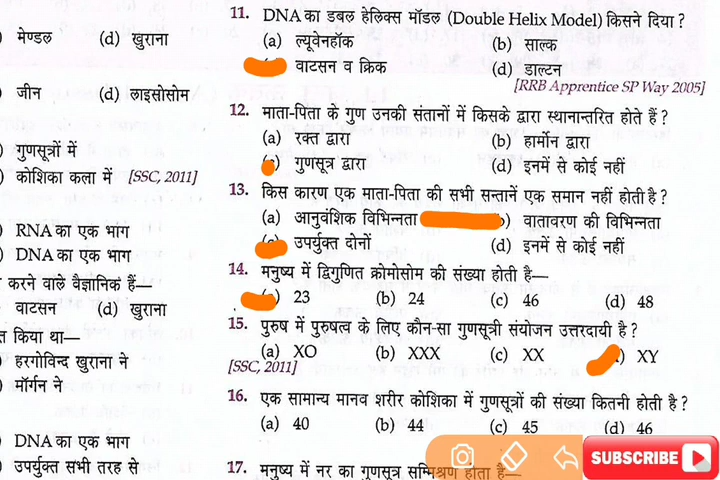 मेण्डल (d) खुराना
जीन (d) लाइसोसोम
गुणसूत्रों में
कोशिका कला में [SSC, 2011]
RNA का एक भाग
DNA का एक भाग
करने वाले वैज्ञानिक हैं—
वाटसन (d) खुराना
किया था—
हरगोविन्द खुराना ने
मॉर्गन ने
DNA का एक भाग
उपर्युक्त सभी तरह से
11. DNA का डबल हेलिक्स मॉडल (Double Helix Model) किसने दिया ?
(a) ल्यूवेनहॉक (b) साल्क
वाटसन व क्रिक (d) डाल्टन
[RRB Apprentice SP Way 2005]
12. माता-पिता के गुण उनकी संतानों में किसके द्वारा स्थानान्तरित होते हैं ?
(a) रक्त द्वारा (b) हार्मोन द्वारा
गुणसूत्र द्वारा (d) इनमें से कोई नहीं
13. किस कारण एक माता-पिता की सभी सन्तानें एक समान नहीं होती है ?
(a) आनुवंशिक विभिन्नता वातावरण की विभिन्नता
उपर्युक्त दोनों (d) इनमें से कोई नहीं
14. मनुष्य में द्विगुणित क्रोमोसोम की संख्या होती है—
23 (b) 24 (c) 46 (d) 48
15. पुरुष में पुरुषत्व के लिए कौन-सा गुणसूत्री संयोजन उत्तरदायी है ?
(a) XO (b) XXX (c) XX XY
[SSC, 2011]
16. एक सामान्य मानव शरीर कोशिका में गुणसूत्रों की संख्या कितनी होती है ?
(a) 40 (b) 44 (c) 45 (d) 46
17. मनुष्य में नर का गुणसूत्र सम्मिश्रण होता है—
SUBSCRIBE